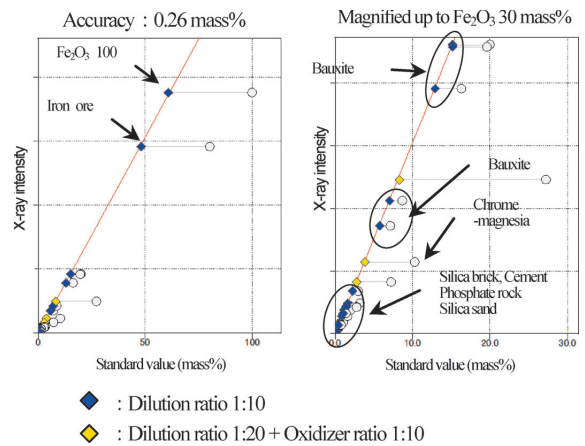 Accuracy : 0.26 mass%
Fe₂O₃ 100
Iron ore
X-ray intensity
0
50
100
Standard value (mass%)
Magnified up to Fe₂O₃ 30 mass%
Bauxite
Bauxite
Chrome
-magnesia
Silica brick, Cement
Phosphate rock
Silica sand
X-ray intensity
0.0
10.0
20.0
30.0
Standard value (mass%)
: Dilution ratio 1:10
: Dilution ratio 1:20 + Oxidizer ratio 1:10